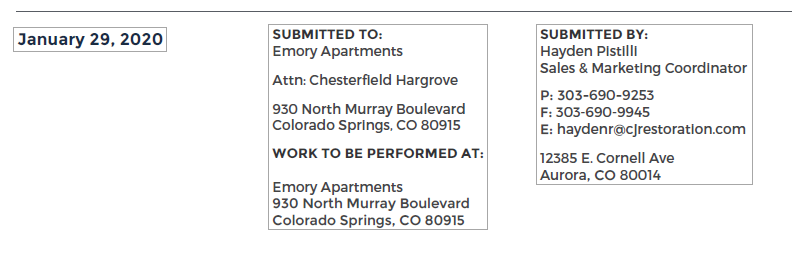 January 29, 2020
SUBMITTED TO:
Emory Apartments
Attn: Chesterfield Hargrove
930 North Murray Boulevard
Colorado Springs, CO 80915
WORK TO BE PERFORMED AT:
Emory Apartments
930 North Murray Boulevard
Colorado Springs, CO 80915
SUBMITTED BY:
Hayden Pistilli
Sales & Marketing Coordinator
P: 303-690-9253
F: 303-690-9945
E: haydenr@cjrestoration.com
12385 E. Cornell Ave
Aurora, CO 80014